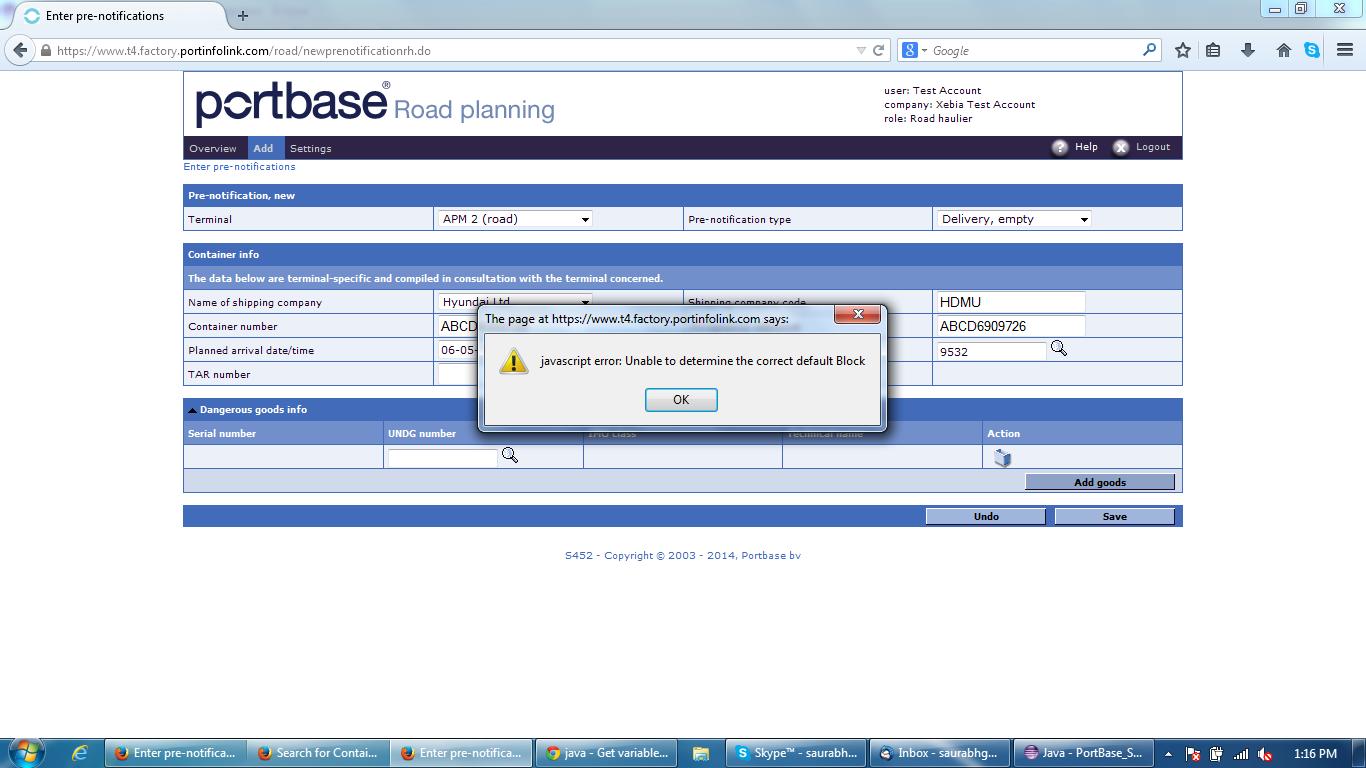 Enter pre-notifications
https://www.t4.factory.portinfolink.com/road/newprenotificationrh.do
Google
portbase® Road planning
user: Test Account
company: Xebia Test Account
role: Road haulier
Overview Add Settings Help Logout
Enter pre-notifications
Pre-notification, new
Terminal APM 2 (road) Pre-notification type Delivery, empty
Container info
The data below are terminal-specific and compiled in consultation with the terminal concerned.
Name of shipping company Hyundai Ltd Shipping company code HDMU
Container number ABCD ABCD6909726
Planned arrival date/time 06-05- 9532
TAR number
The page at https://www.t4.factory.portinfolink.com says:
javascript error: Unable to determine the correct default Block
OK
Dangerous goods info
Serial number UNDG number IMO class Technical name Action
Add goods
Undo Save
S452 - Copyright © 2003 - 2014, Portbase bv
Enter pre-notifica... Search for Contai... Enter pre-notifica... java - Get variable... Skype™ - saurabh... Inbox - saurabhg... Java - PortBase_S... 1:16 PM